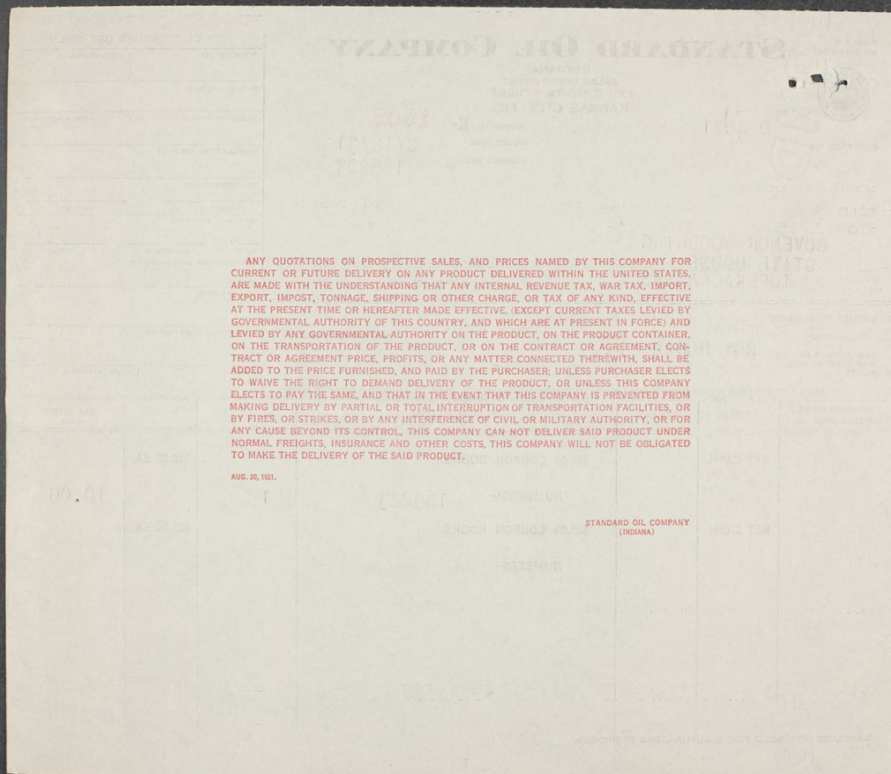 ANY QUOTATIONS ON PROSPECTIVE SALES, AND PRICES NAMED BY THIS COMPANY FOR
CURRENT OR FUTURE DELIVERY ON ANY PRODUCT DELIVERED WITHIN THE UNITED STATES,
ARE MADE WITH THE UNDERSTANDING THAT ANY INTERNAL REVENUE TAX, WAR TAX, IMPORT,
EXPORT, IMPOST, TONNAGE, SHIPPING OR OTHER CHARGE, OR TAX OF ANY KIND, EFFECTIVE
AT THE PRESENT TIME OR HEREAFTER MADE EFFECTIVE, (EXCEPT CURRENT TAXES LEVIED BY
GOVERNMENTAL AUTHORITY OF THIS COUNTRY, AND WHICH ARE AT PRESENT IN FORCE) AND
LEVIED BY ANY GOVERNMENTAL AUTHORITY ON THE PRODUCT, ON THE PRODUCT CONTAINER,
ON THE TRANSPORTATION OF THE PRODUCT, OR ON THE CONTRACT OR AGREEMENT, CON-
TRACT OR AGREEMENT PRICE, PROFITS, OR ANY MATTER CONNECTED THEREWITH, SHALL BE
ADDED TO THE PRICE FURNISHED, AND PAID BY THE PURCHASER; UNLESS PURCHASER ELECTS
TO WAIVE THE RIGHT TO DEMAND DELIVERY OF THE PRODUCT, OR UNLESS THIS COMPANY
ELECTS TO PAY THE SAME, AND THAT IN THE EVENT THAT THIS COMPANY IS PREVENTED FROM
MAKING DELIVERY BY PARTIAL OR TOTAL INTERRUPTION OF TRANSPORTATION FACILITIES, OR
BY FIRES, OR STRIKES, OR BY ANY INTERFERENCE OF CIVIL OR MILITARY AUTHORITY, OR FOR
ANY CAUSE BEYOND ITS CONTROL, THIS COMPANY CAN NOT DELIVER SAID PRODUCT UNDER
NORMAL FREIGHTS, INSURANCE AND OTHER COSTS, THIS COMPANY WILL NOT BE OBLIGATED
TO MAKE THE DELIVERY OF THE SAID PRODUCT.
AUG. 20, 1921.
STANDARD OIL COMPANY
(INDIANA)